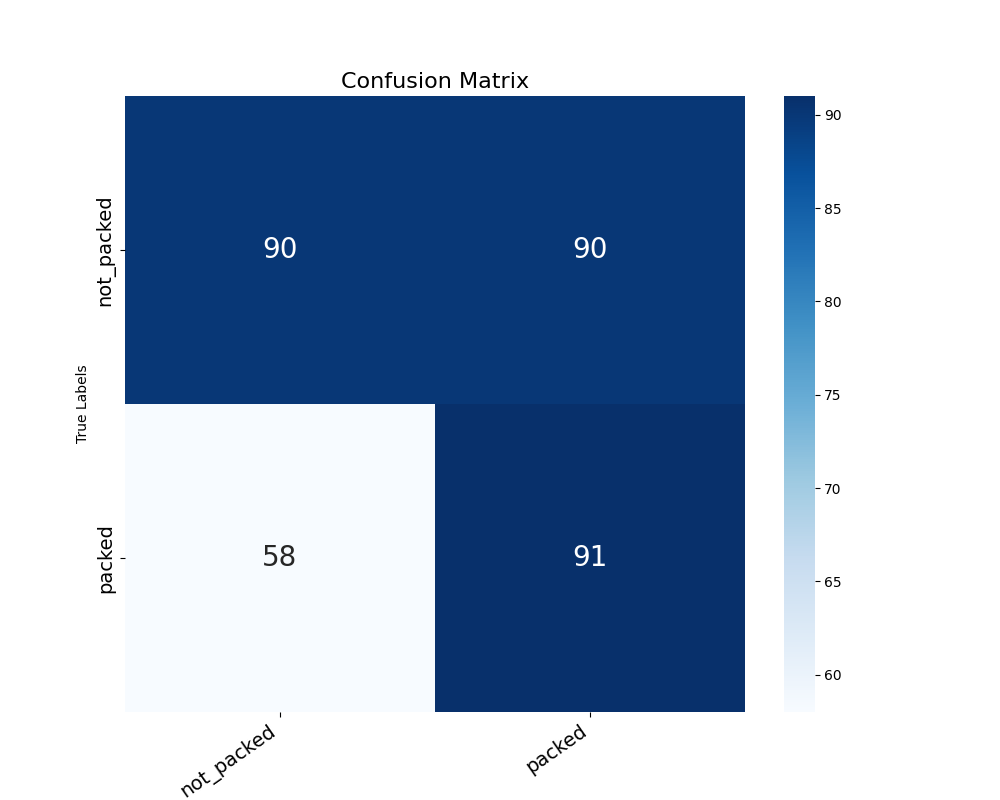 Confusion Matrix
True Labels
not_packed
packed
90
90
58
91
not_packed
packed
90
85
80
75
70
65
60